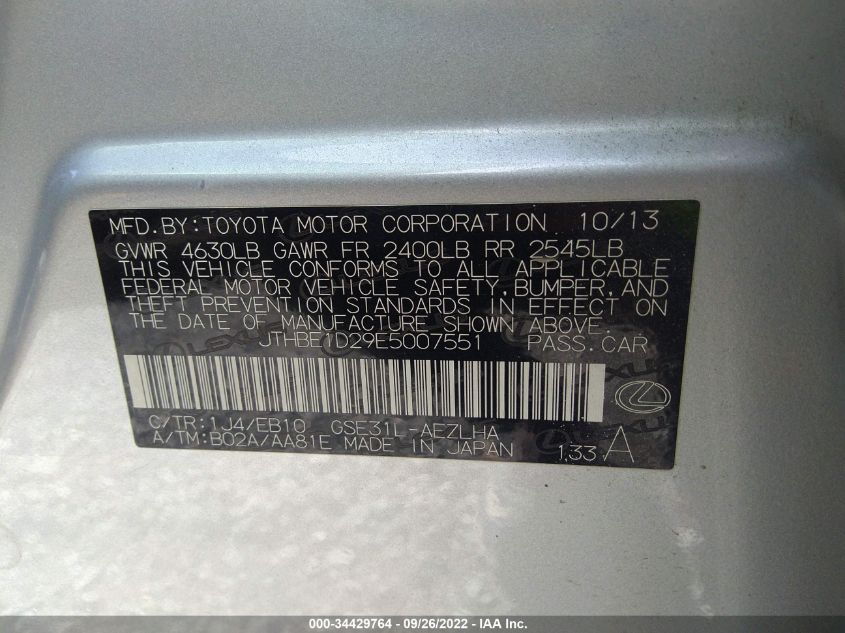 MFD.BY:TOYOTA MOTOR CORPORATION 10/13
GVWR 4630LB GAWR FR 2400LB RR 2545LB
THIS VEHICLE CONFORMS TO ALL APPLICABLE
FEDERAL MOTOR VEHICLE SAFETY,BUMPER,AND
THEFT PREVENTION STANDARDS IN EFFECT ON
THE DATE OF MANUFACTURE SHOWN ABOVE.
JTHBE1D29E5007551 PASS.CAR
C/TR:1J4/EB10 GSE31L-AEZLHA
A/TM:B02A/AA81E MADE IN JAPAN 133 A
LEXUS
000-34429764 - 09/26/2022 - IAA Inc.